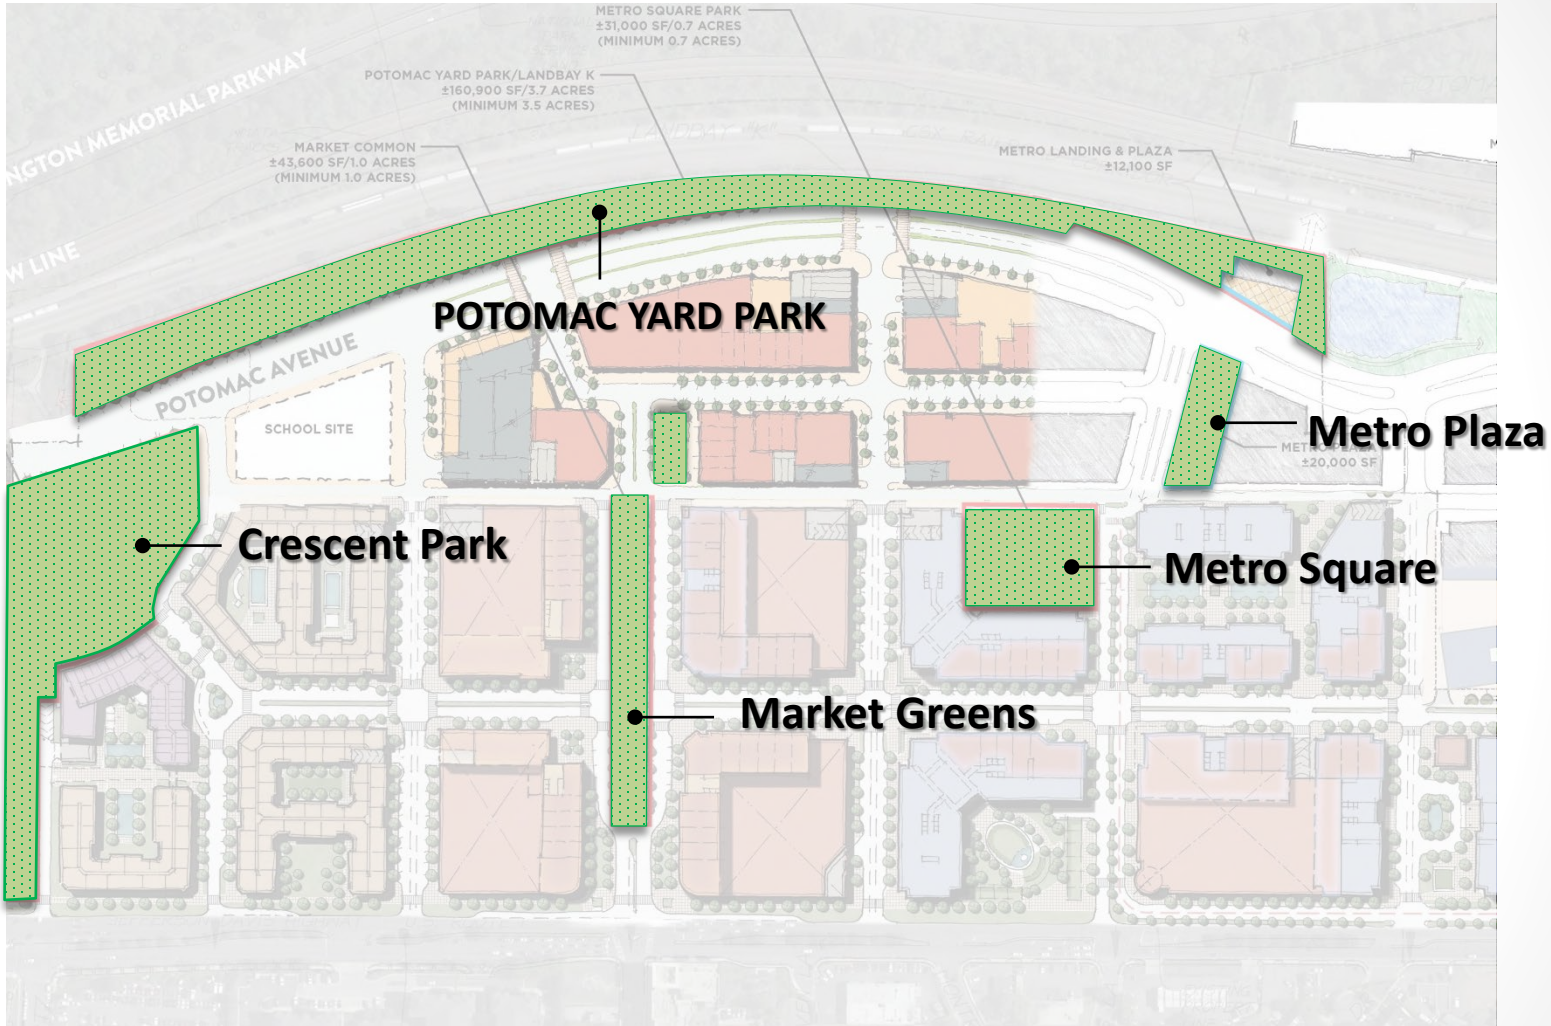 METRO SQUARE PARK
±31,000 SF/0.7 ACRES
(MINIMUM 0.7 ACRES)
POTOMAC YARD PARK/LANDBAY K
±160,900 SF/3.7 ACRES
(MINIMUM 3.5 ACRES)
MARKET COMMON
±43,600 SF/1.0 ACRES
(MINIMUM 1.0 ACRES)
METRO LANDING & PLAZA
±12,100 SF
NGTON MEMORIAL PARKWAY
LANDBAY "K"
W LINE
POTOMAC YARD PARK
POTOMAC AVENUE
SCHOOL SITE
Metro Plaza
±20,000 SF
Crescent Park
Metro Square
Market Greens